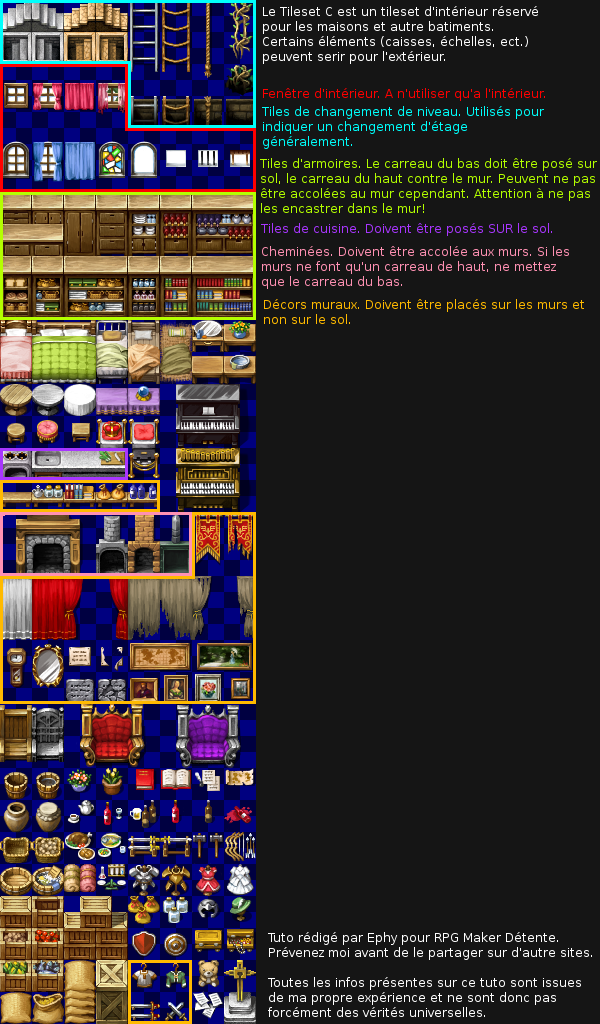 Le Tileset C est un tileset d'intérieur réservé
pour les maisons et autre batiments.
Certains éléments (caisses, échelles, ect.)
peuvent serir pour l'extérieur.
Fenêtre d'intérieur. A n'utiliser qu'a l'intérieur.
Tiles de changement de niveau. Utilisés pour
indiquer un changement d'étage
généralement.
Tiles d'armoires. Le carreau du bas doit être posé sur
sol, le carreau du haut contre le mur. Peuvent ne pas
être accolées au mur cependant. Attention à ne pas
les encastrer dans le mur!
Tiles de cuisine. Doivent être posés SUR le sol.
Cheminées. Doivent être accolée aux murs. Si les
murs ne font qu'un carreau de haut, ne mettez
que le carreau du bas.
Décors muraux. Doivent être placés sur les murs et
non sur le sol.
Tuto rédigé par Ephy pour RPG Maker Détente.
Prévenez moi avant de le partager sur d'autre sites.
Toutes les infos présentes sur ce tuto sont issues
de ma propre expérience et ne sont donc pas
forcément des vérités universelles.